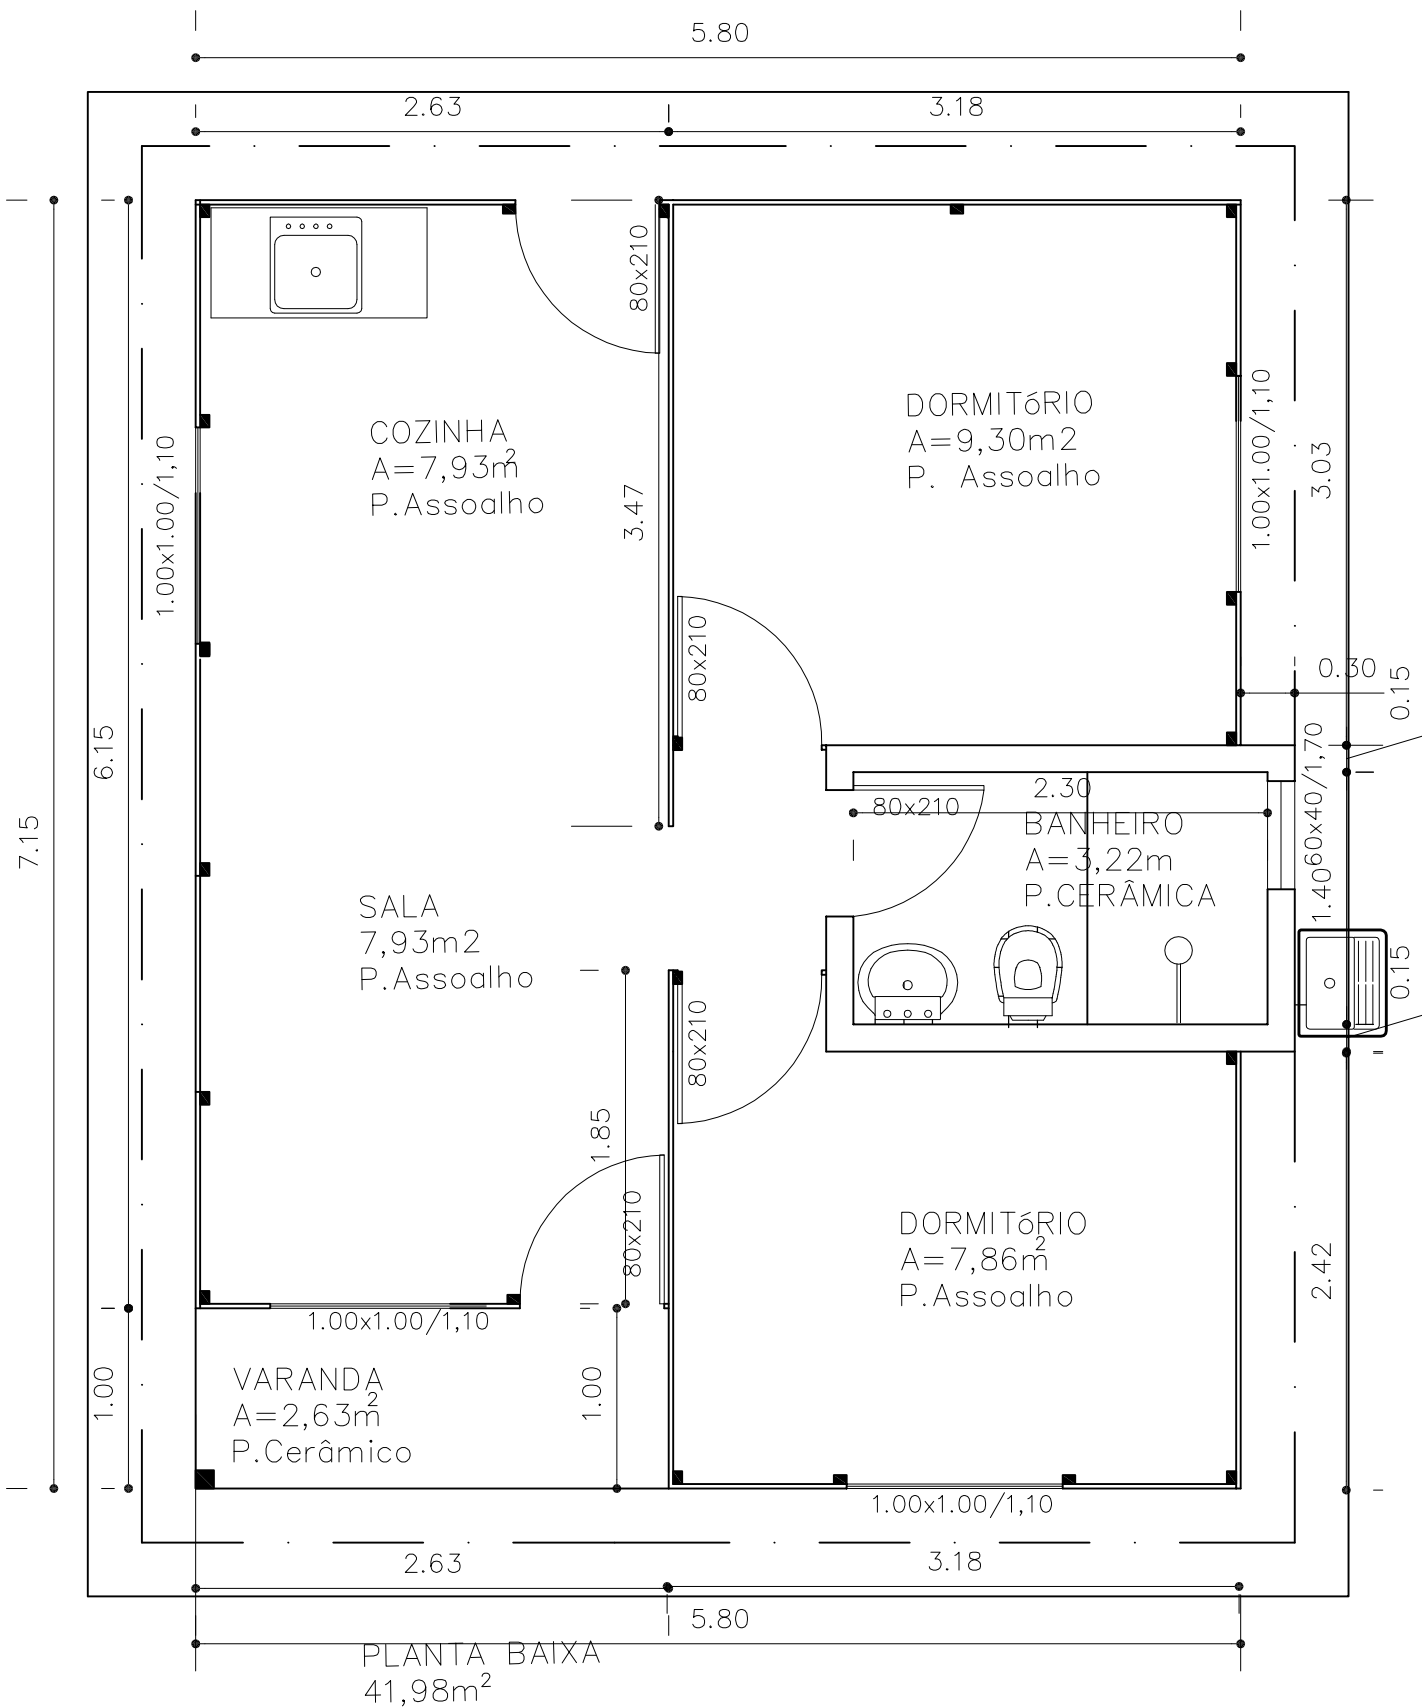 5.80
2.63
3.18
80x210
COZINHA
A=7,93m²
P.Assoalho
DORMITóRIO
A=9,30m2
P. Assoalho
1.00x1.00/1,10
1.00x1.00/1,10
3.47
3.03
80x210
0.30
0.15
6.15
7.15
2.30
80x210
BANHEIRO
A=3,22m
P.CERÂMICA
60x40/1,70
1.40
SALA
7,93m2
P.Assoalho
0.15
80x210
1.85
80x210
DORMITóRIO
A=7,86m²
P.Assoalho
2.42
1.00x1.00/1,10
VARANDA
A=2,63m²
P.Cerâmico
1.00
1.00
1.00x1.00/1,10
2.63
3.18
5.80
PLANTA BAIXA
41,98m²